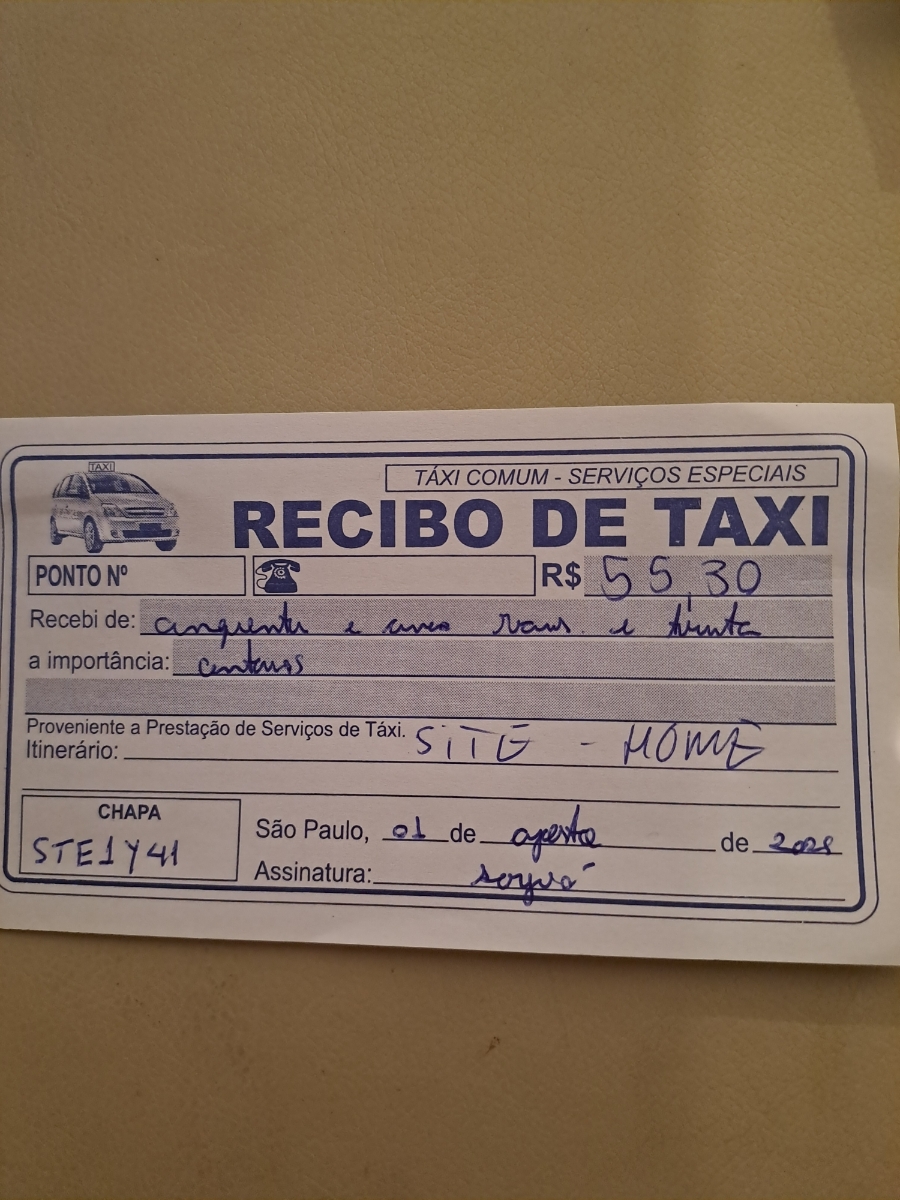 TAXI
TÁXI COMUM - SERVIÇOS ESPECIAIS
RECIBO DE TAXI
PONTO Nº R$ 55,30
Recebi de: cinquenta e cinco reais e trinta
a importância: centavos
Proveniente a Prestação de Serviços de Táxi.
Itinerário: SITE - HOME
CHAPA
STE1Y41
São Paulo, 01 de agosto de
Assinatura: